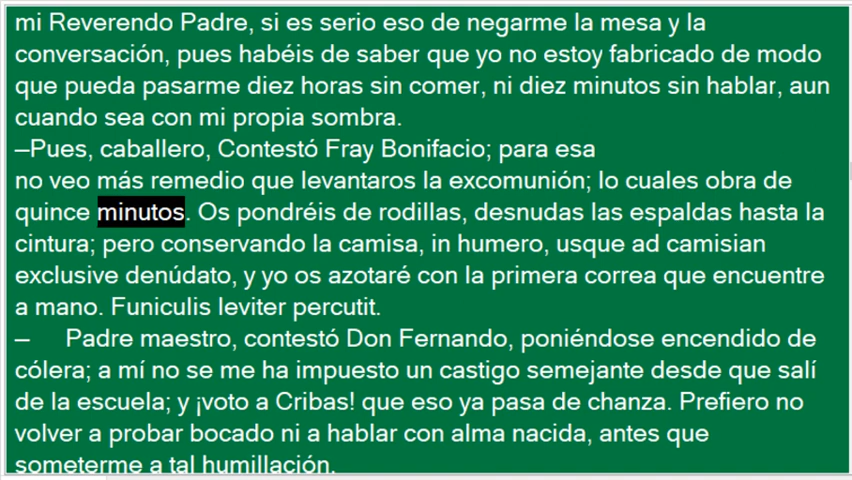 mi Reverendo Padre, si es serio eso de negarme la mesa y la
conversación, pues habéis de saber que yo no estoy fabricado de modo
que pueda pasarme diez horas sin comer, ni diez minutos sin hablar, aun
cuando sea con mi propia sombra.
–Pues, caballero, Contestó Fray Bonifacio; para esa
no veo más remedio que levantaros la excomunión; lo cuales obra de
quince minutos. Os pondréis de rodillas, desnudas las espaldas hasta la
cintura; pero conservando la camisa, in humero, usque ad camisian
exclusive denúdato, y yo os azotaré con la primera correa que encuentre
a mano. Funiculis leviter percutit.
– Padre maestro, contestó Don Fernando, poniéndose encendido de
cólera; a mí no se me ha impuesto un castigo semejante desde que salí
de la escuela; y ¡voto a Cribas! que eso ya pasa de chanza. Prefiero no
volver a probar bocado ni a hablar con alma nacida, antes que
someterme a tal humillación.